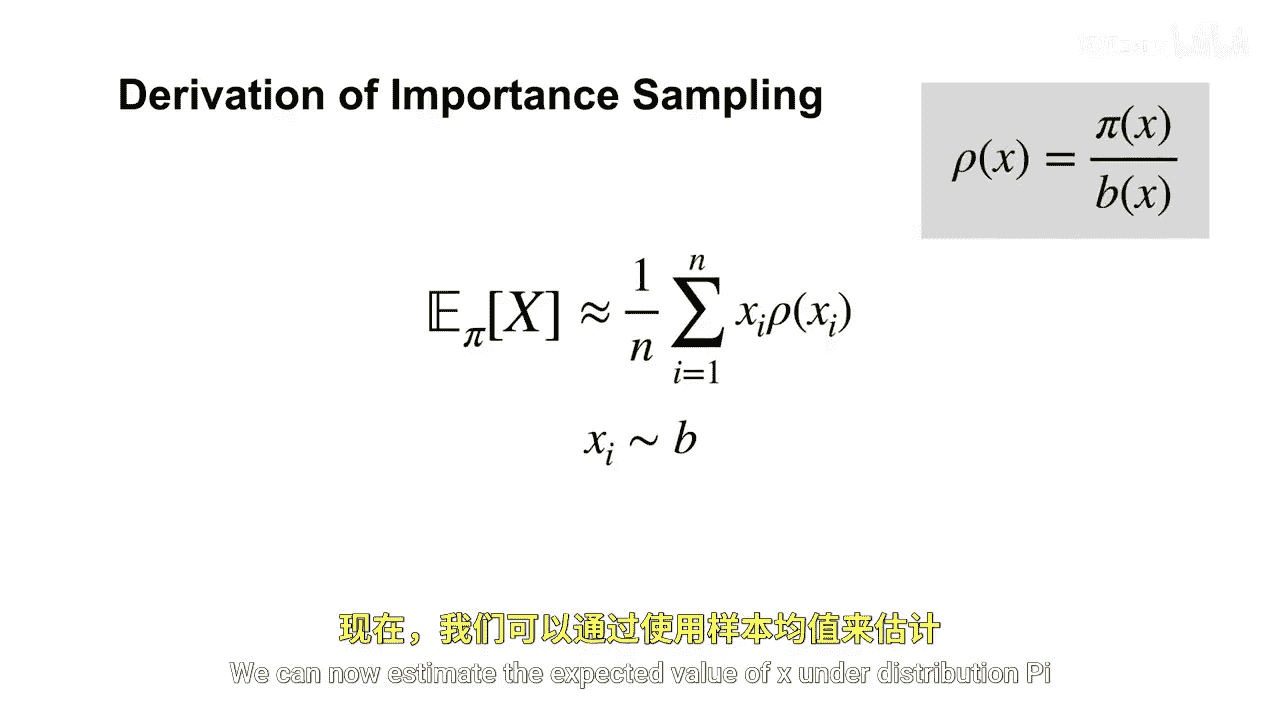 Derivation of Importance Sampling
ρ(x) = π(x) / b(x)
𝔼_π[X] ≈ 1/n ∑_{i=1}^{n} x_i ρ(x_i)
x_i ∼ b
现在，我们可以通过使用样本均值来估计
We can now estimate the expected value of x under distribution Pi